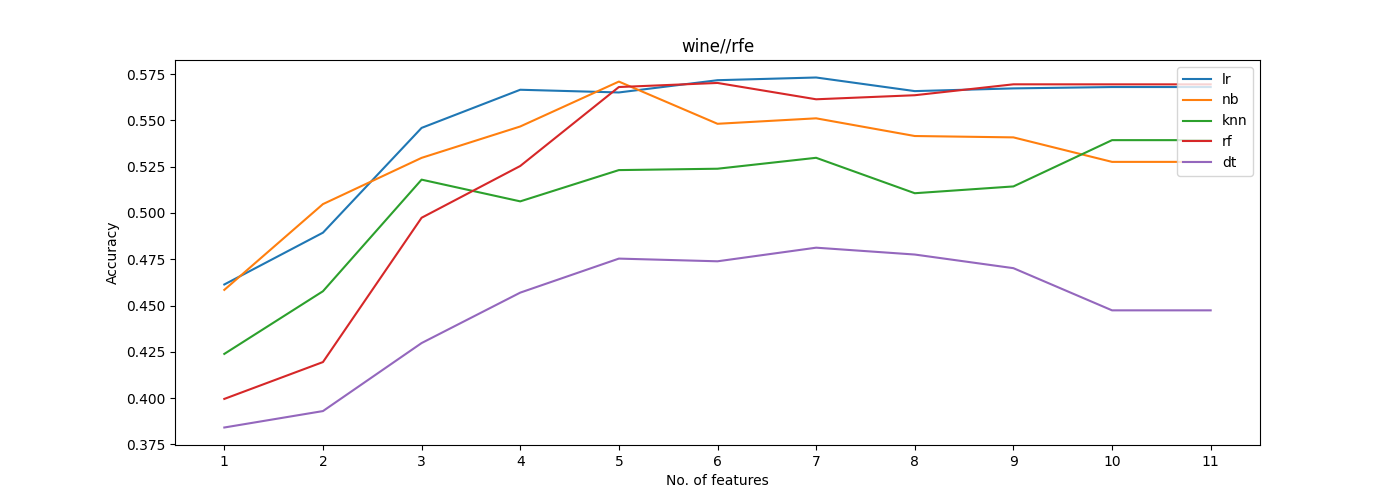 wine//rfe
Accuracy
0.575
0.550
0.525
0.500
0.475
0.450
0.425
0.400
0.375
lr
nb
knn
rf
dt
1 2 3 4 5 6 7 8 9 10 11
No. of features